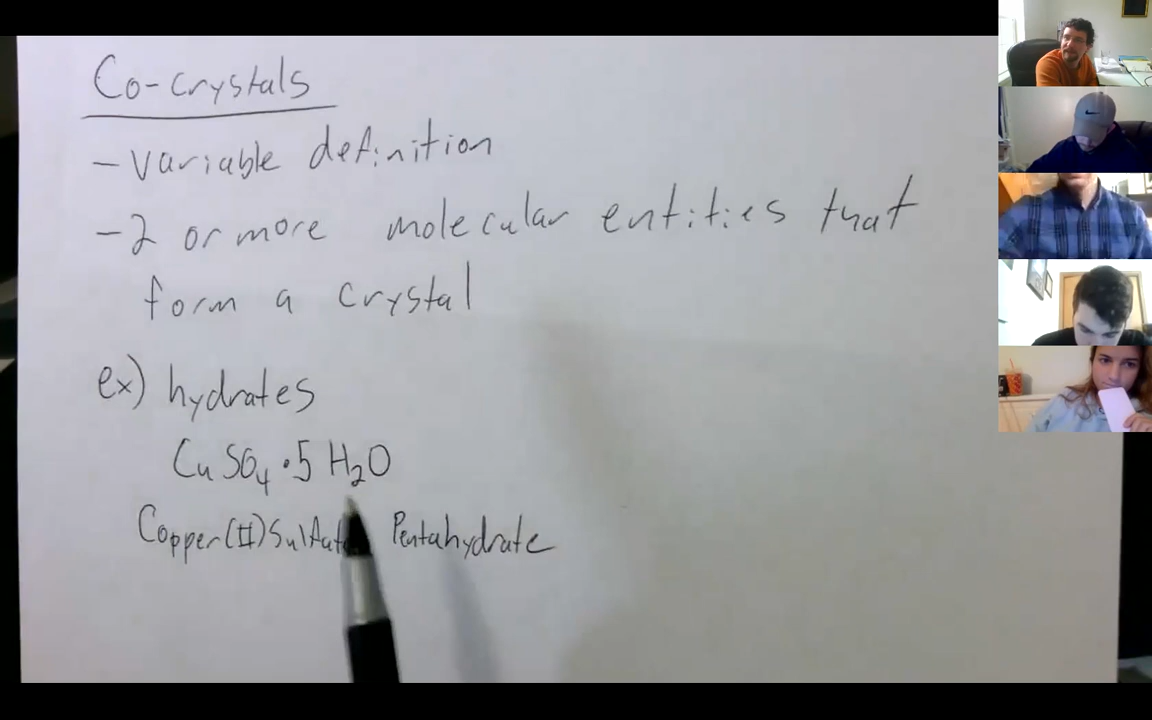 Co-crystals
- variable definition
- 2 or more molecular entities that
form a crystal
ex) hydrates
CuSO₄ · 5 H₂O
Copper(II) Sulfate Pentahydrate